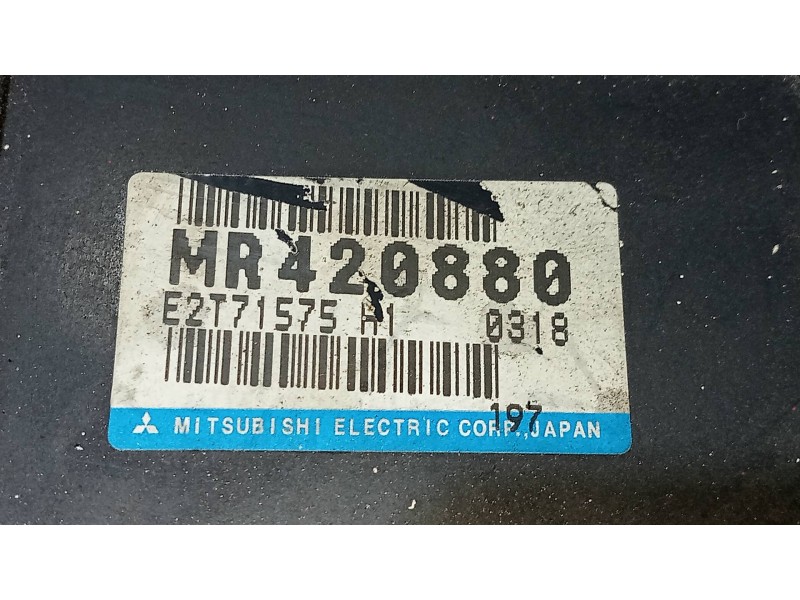 MR420880
E2T71575 H1 0318
197
MITSUBISHI ELECTRIC CORP.,JAPAN